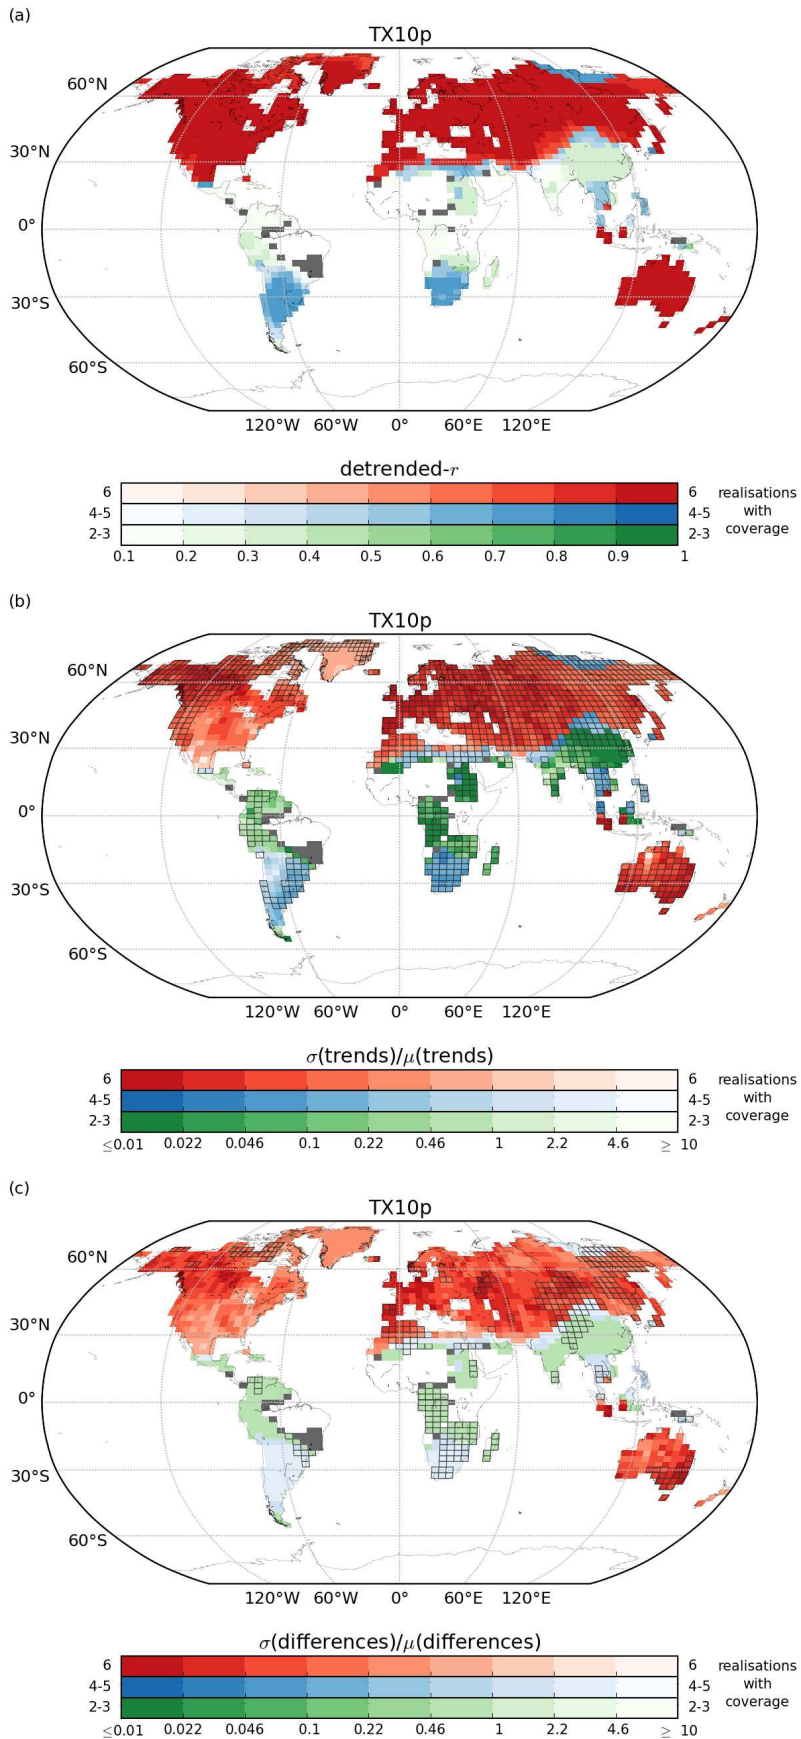 (a)
TX10p
60°N
30°N
0°
30°S
60°S
120°W 60°W 0° 60°E 120°E
detrended-r
6 6 realisations
4-5 4-5 with
2-3 2-3 coverage
0.1 0.2 0.3 0.4 0.5 0.6 0.7 0.8 0.9 1
(b)
TX10p
60°N
30°N
0°
30°S
60°S
120°W 60°W 0° 60°E 120°E
σ(trends)/μ(trends)
6 6 realisations
4-5 4-5 with
2-3 2-3 coverage
≤0.01 0.022 0.046 0.1 0.22 0.46 1 2.2 4.6 ≥ 10
(c)
TX10p
60°N
30°N
0°
30°S
60°S
120°W 60°W 0° 60°E 120°E
σ(differences)/μ(differences)
6 6 realisations
4-5 4-5 with
2-3 2-3 coverage
≤0.01 0.022 0.046 0.1 0.22 0.46 1 2.2 4.6 ≥ 10